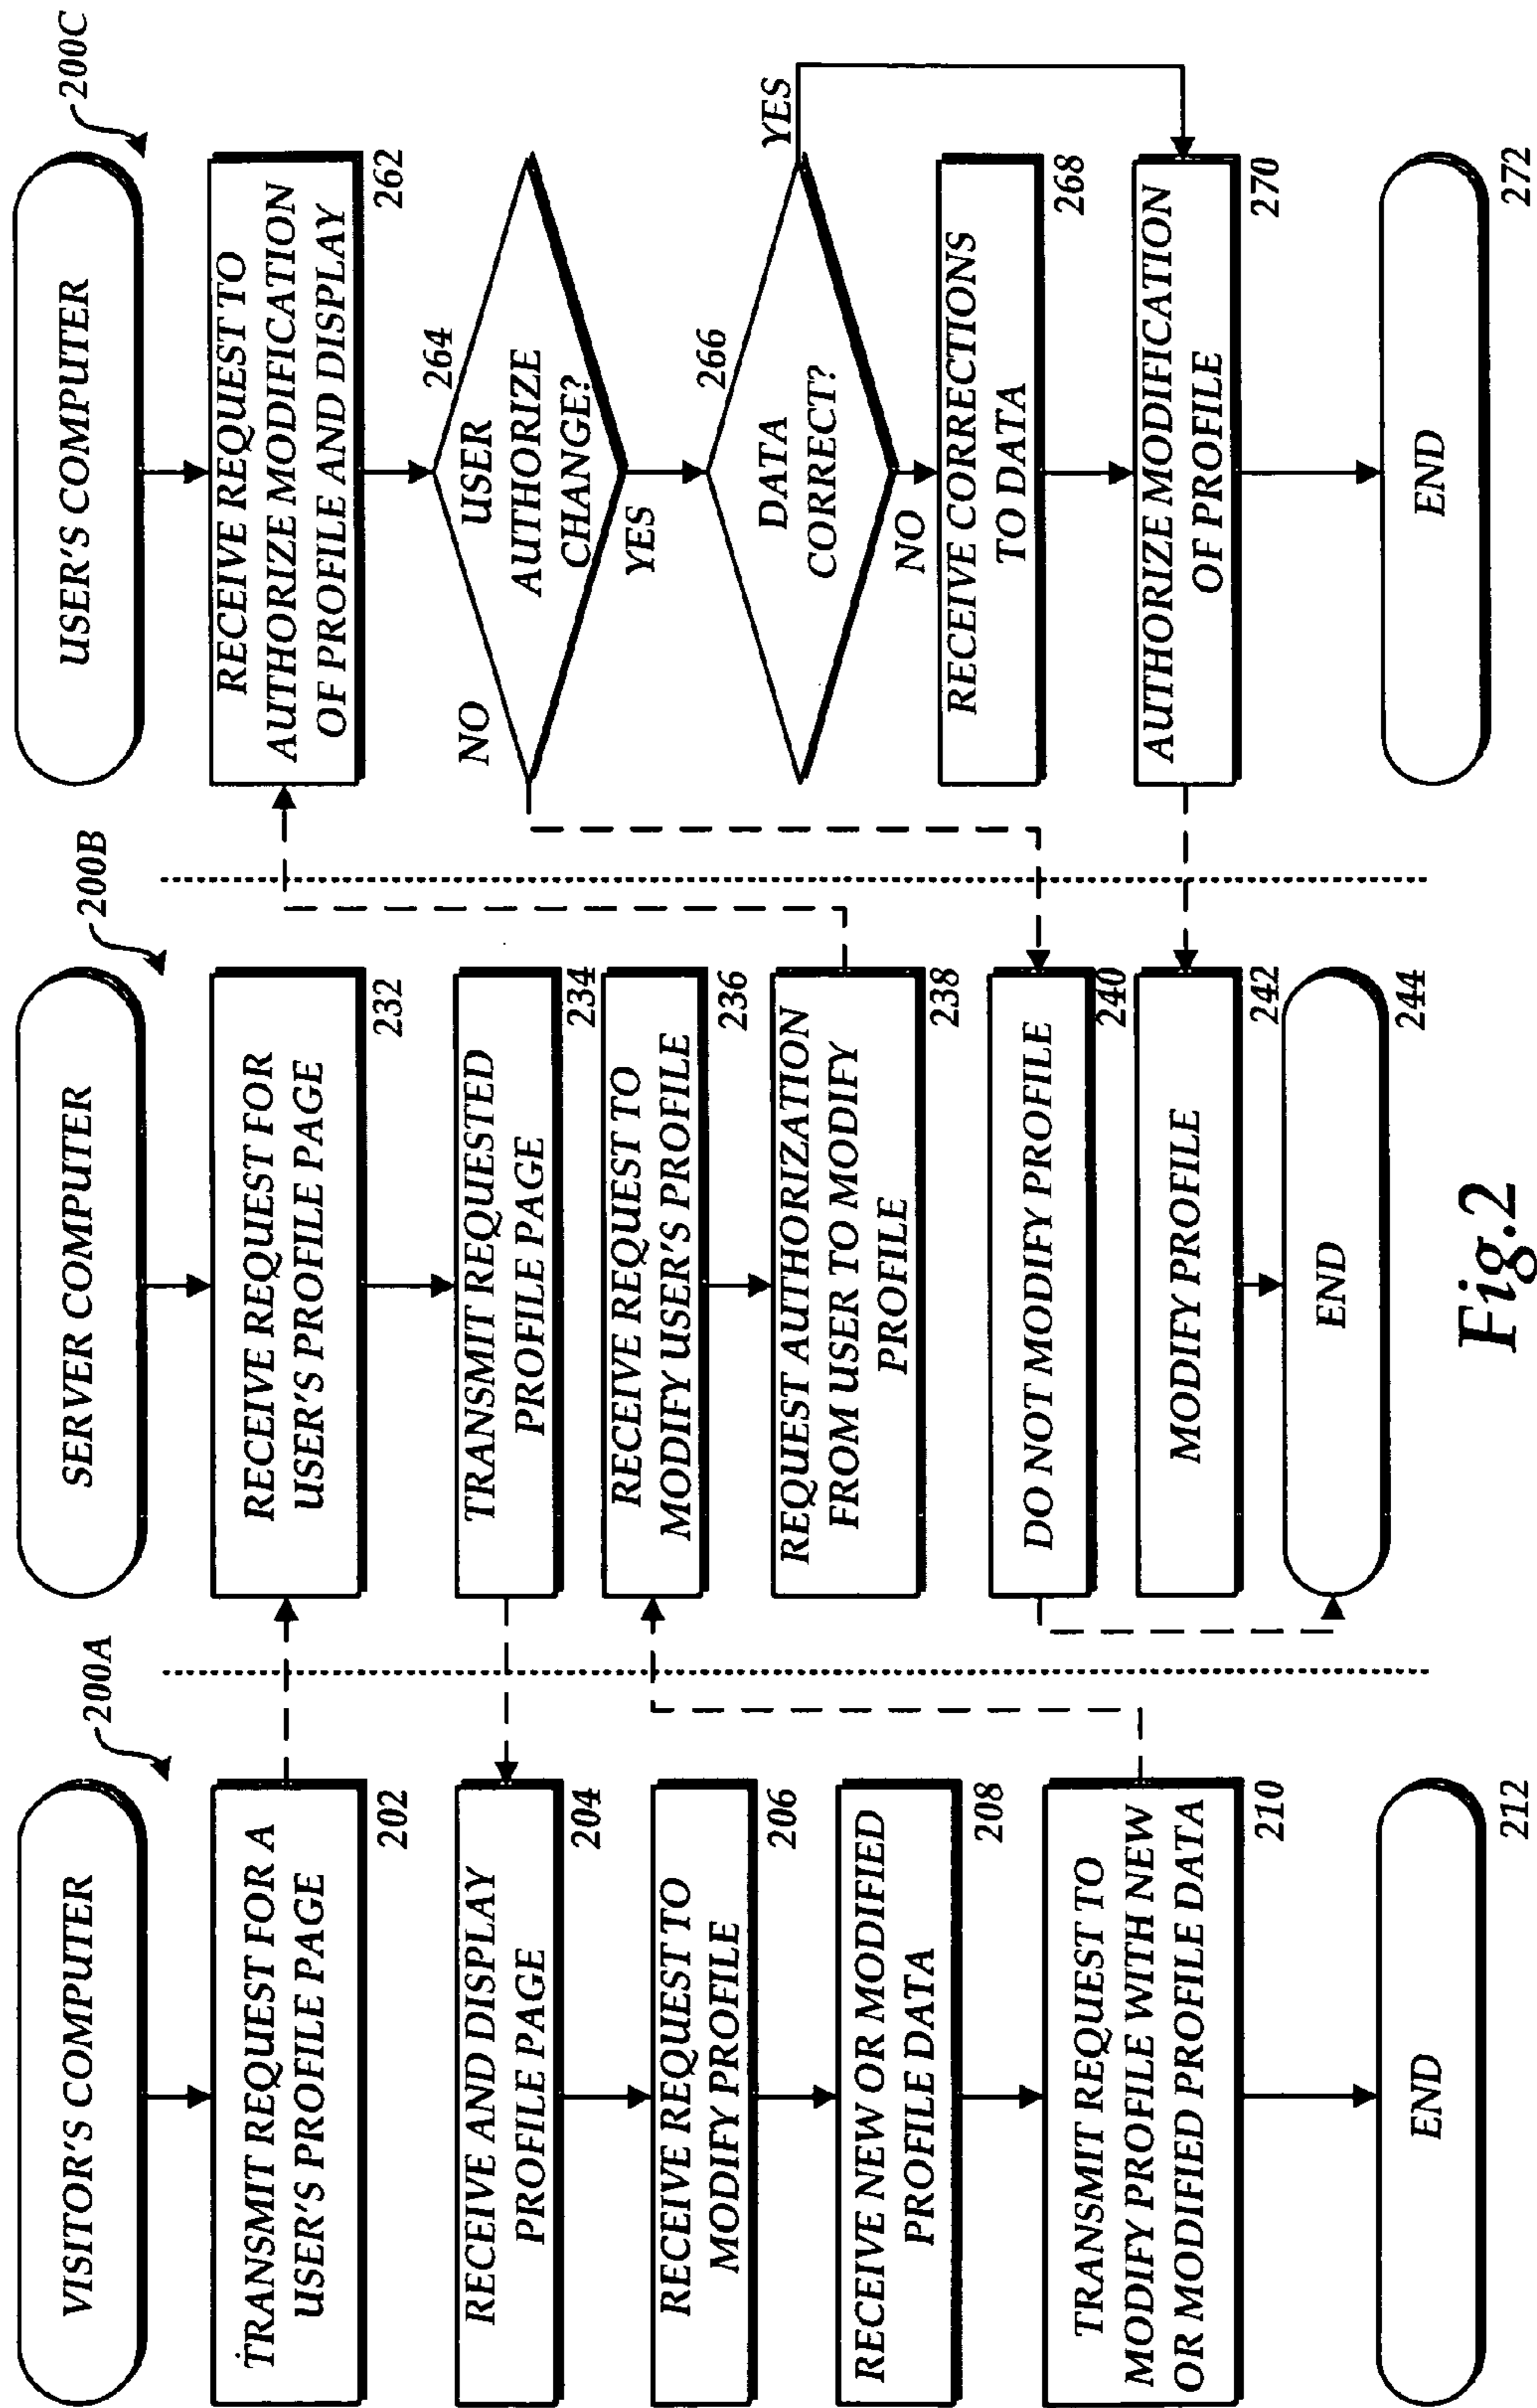 VISITOR'S COMPUTER
200A
TRANSMIT REQUEST FOR A
USER'S PROFILE PAGE
202
RECEIVE AND DISPLAY
PROFILE PAGE
204
RECEIVE REQUEST TO
MODIFY PROFILE
206
RECEIVE NEW OR MODIFIED
PROFILE DATA
208
TRANSMIT REQUEST TO
MODIFY PROFILE WITH NEW
OR MODIFIED PROFILE DATA
210
END
212
SERVER COMPUTER
200B
RECEIVE REQUEST FOR
USER'S PROFILE PAGE
232
TRANSMIT REQUESTED
PROFILE PAGE
234
RECEIVE REQUEST TO
MODIFY USER'S PROFILE
236
REQUEST AUTHORIZATION
FROM USER TO MODIFY
PROFILE
238
DO NOT MODIFY PROFILE
240
MODIFY PROFILE
242
END
244
USER'S COMPUTER
200C
RECEIVE REQUEST TO
AUTHORIZE MODIFICATION
OF PROFILE AND DISPLAY
262
264
USER
AUTHORIZE
CHANGE?
NO
YES
266
DATA
CORRECT?
YES
NO
RECEIVE CORRECTIONS
TO DATA
268
AUTHORIZE MODIFICATION
OF PROFILE
270
END
272
Fig.2